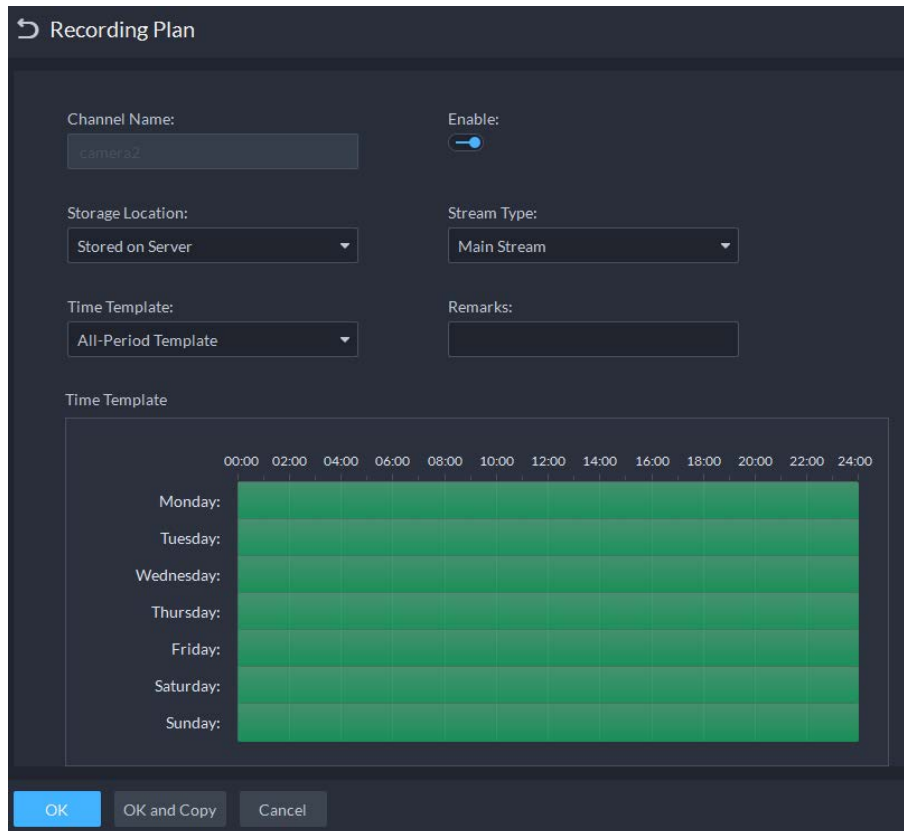 Recording Plan
Channel Name: Enable:
camera2
Storage Location: Stream Type:
Stored on Server Main Stream
Time Template: Remarks:
All-Period Template
Time Template
00:00 02:00 04:00 06:00 08:00 10:00 12:00 14:00 16:00 18:00 20:00 22:00 24:00
Monday:
Tuesday:
Wednesday:
Thursday:
Friday:
Saturday:
Sunday:
OK OK and Copy Cancel